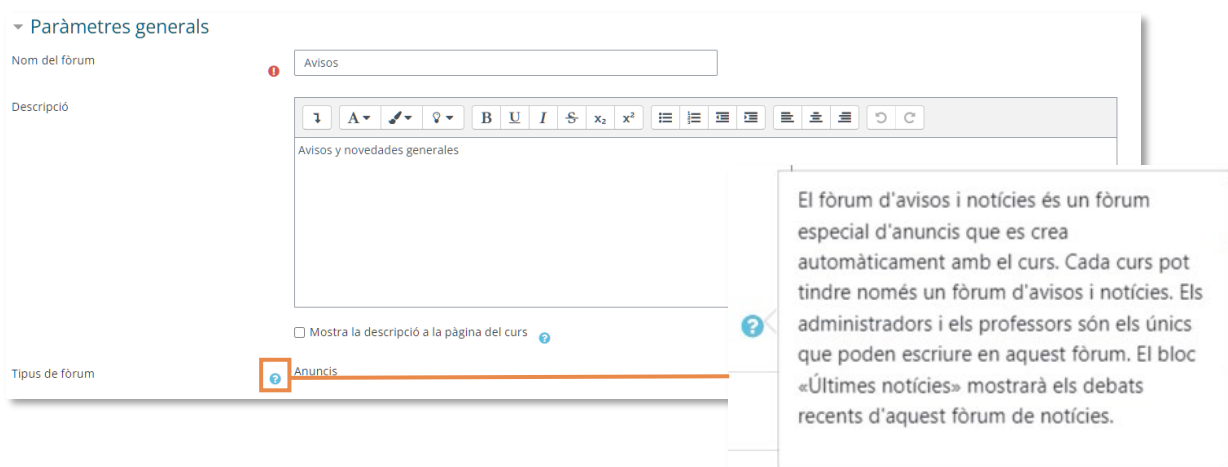 Paràmetres generals
Nom del fòrum
Avisos
Descripció
A B U I S x₂ x²
Avisos y novedades generales
Mostra la descripció a la pàgina del curs
Tipus de fòrum
Anuncis
El fòrum d'avisos i notícies és un fòrum
especial d'anuncis que es crea
automàticament amb el curs. Cada curs pot
tindre només un fòrum d'avisos i notícies. Els
administradors i els professors són els únics
que poden escriure en aquest fòrum. El bloc
«Últimes notícies» mostrarà els debats
recents d'aquest fòrum de notícies.